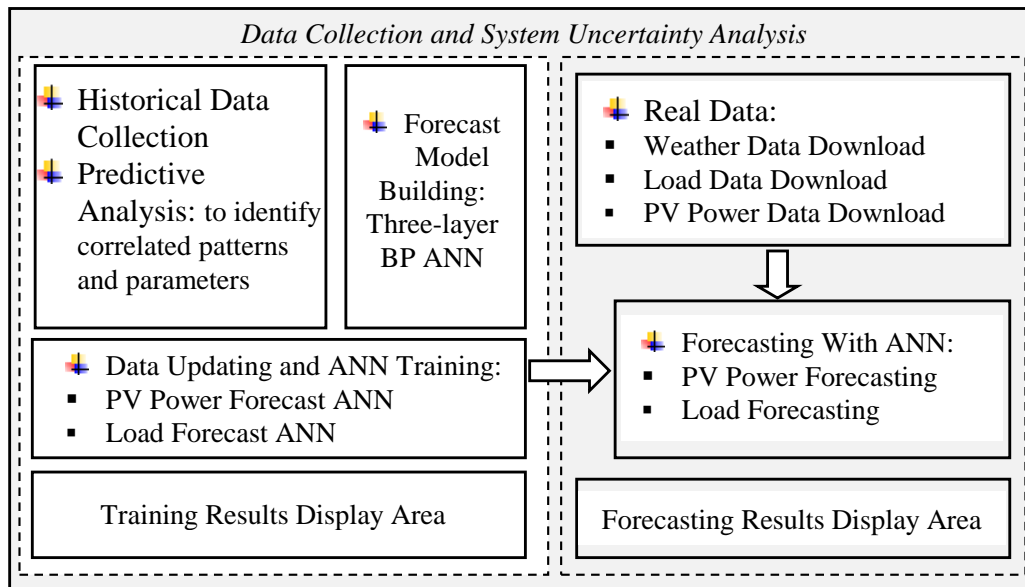 Data Collection and System Uncertainty Analysis
Historical Data
Collection
Predictive
Analysis: to identify
correlated patterns
and parameters
Forecast
Model
Building:
Three-layer
BP ANN
Data Updating and ANN Training:
▪ PV Power Forecast ANN
▪ Load Forecast ANN
Training Results Display Area
Real Data:
▪ Weather Data Download
▪ Load Data Download
▪ PV Power Data Download
Forecasting With ANN:
▪ PV Power Forecasting
▪ Load Forecasting
Forecasting Results Display Area